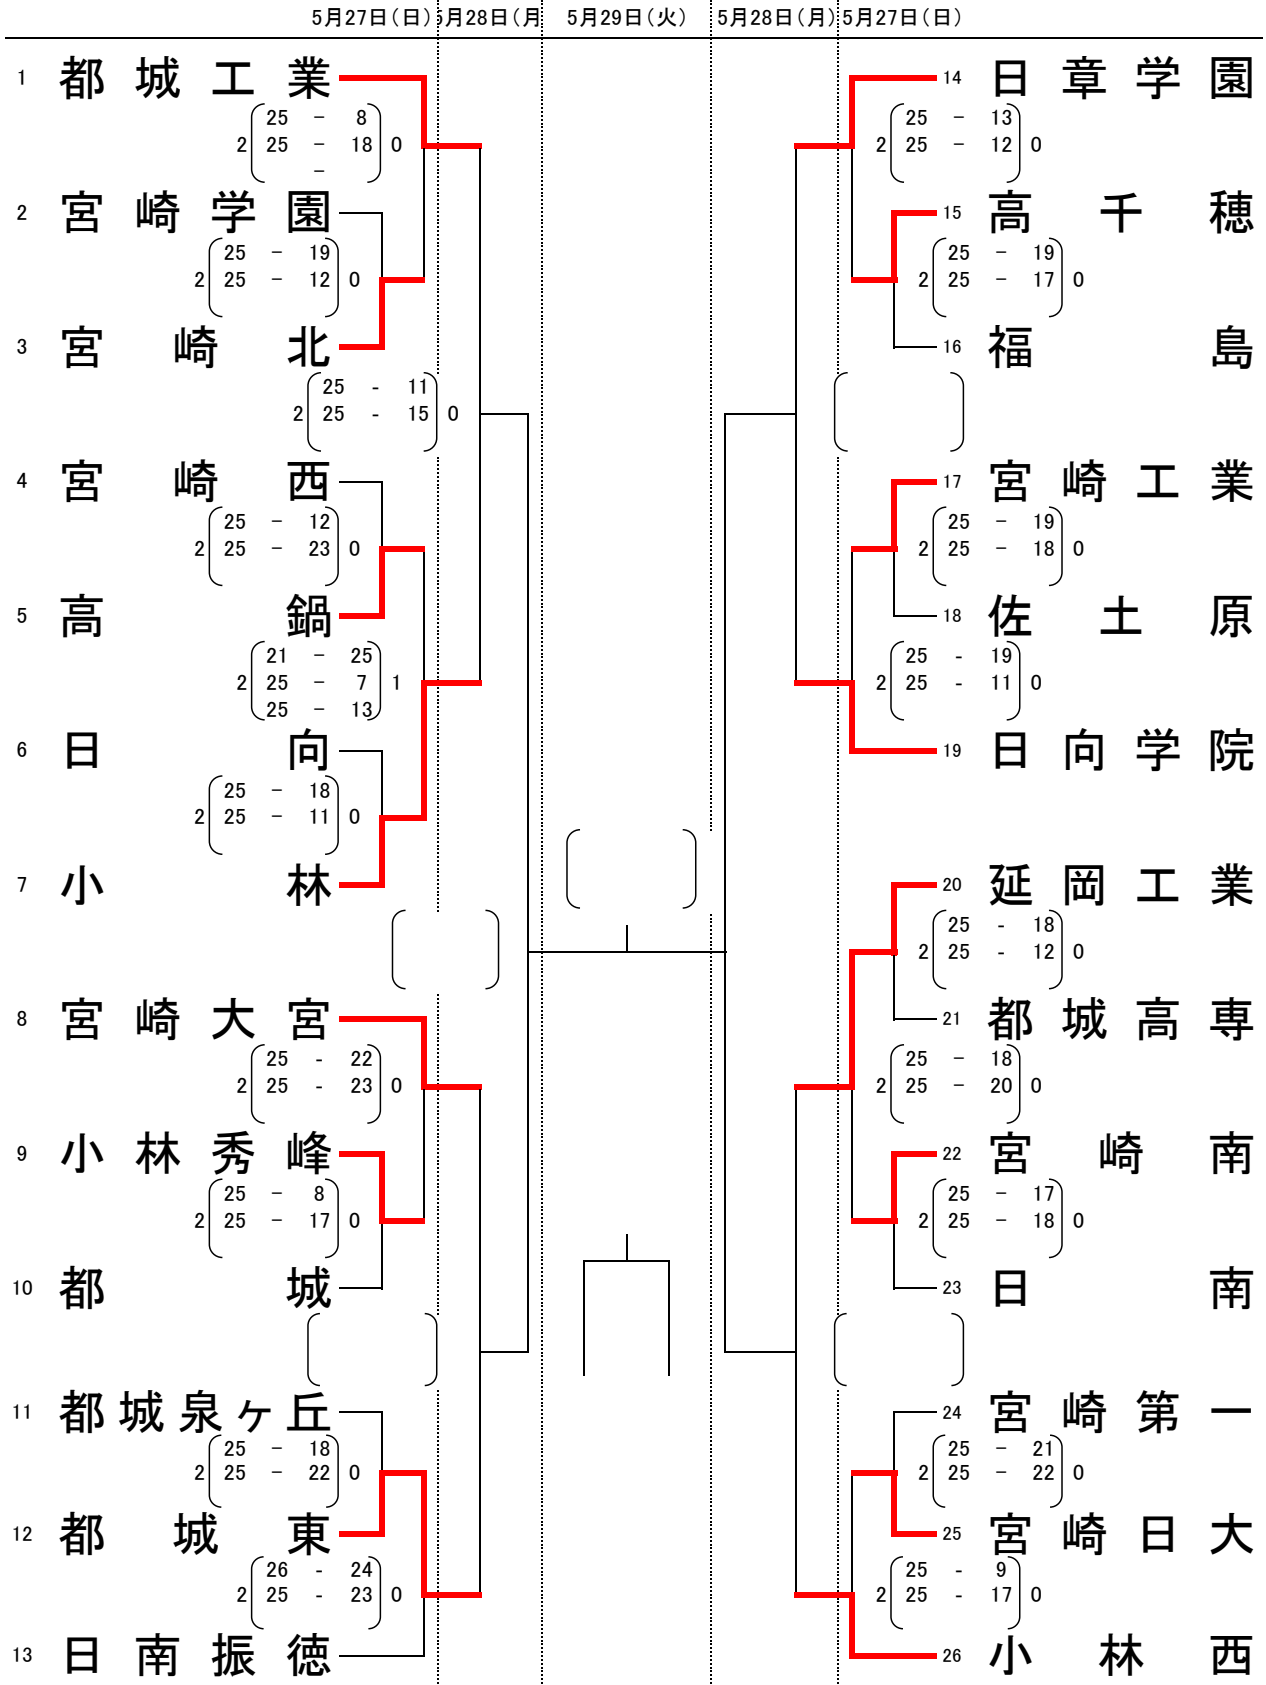 5月27日（日） 5月28日（月 5月29日（火） 5月28日（月） 5月27日（日）
1 都城工業
25 − 8
2 25 − 18 0
−
2 宮崎学園
25 − 19
2 25 − 12 0
3 宮崎北
25 - 11
2 25 - 15 0
4 宮崎西
25 − 12
2 25 − 23 0
5 高鍋
21 − 25
2 25 − 7 1
25 − 13
6 日向
25 − 18
2 25 − 11 0
7 小林
8 宮崎大宮
25 - 22
2 25 - 23 0
9 小林秀峰
25 − 8
2 25 − 17 0
10 都城
11 都城泉ヶ丘
25 − 18
2 25 − 22 0
12 都城東
26 - 24
2 25 - 23 0
13 日南振徳
14 日章学園
25 − 13
2 25 − 12 0
15 高千穂
25 − 19
2 25 − 17 0
16 福島
17 宮崎工業
25 − 19
2 25 − 18 0
18 佐土原
25 - 19
2 25 - 11 0
19 日向学院
20 延岡工業
25 - 18
2 25 - 12 0
21 都城高専
25 − 18
2 25 − 20 0
22 宮崎南
25 − 17
2 25 − 18 0
23 日南
24 宮崎第一
25 − 21
2 25 − 22 0
25 宮崎日大
25 - 9
2 25 - 17 0
26 小林西